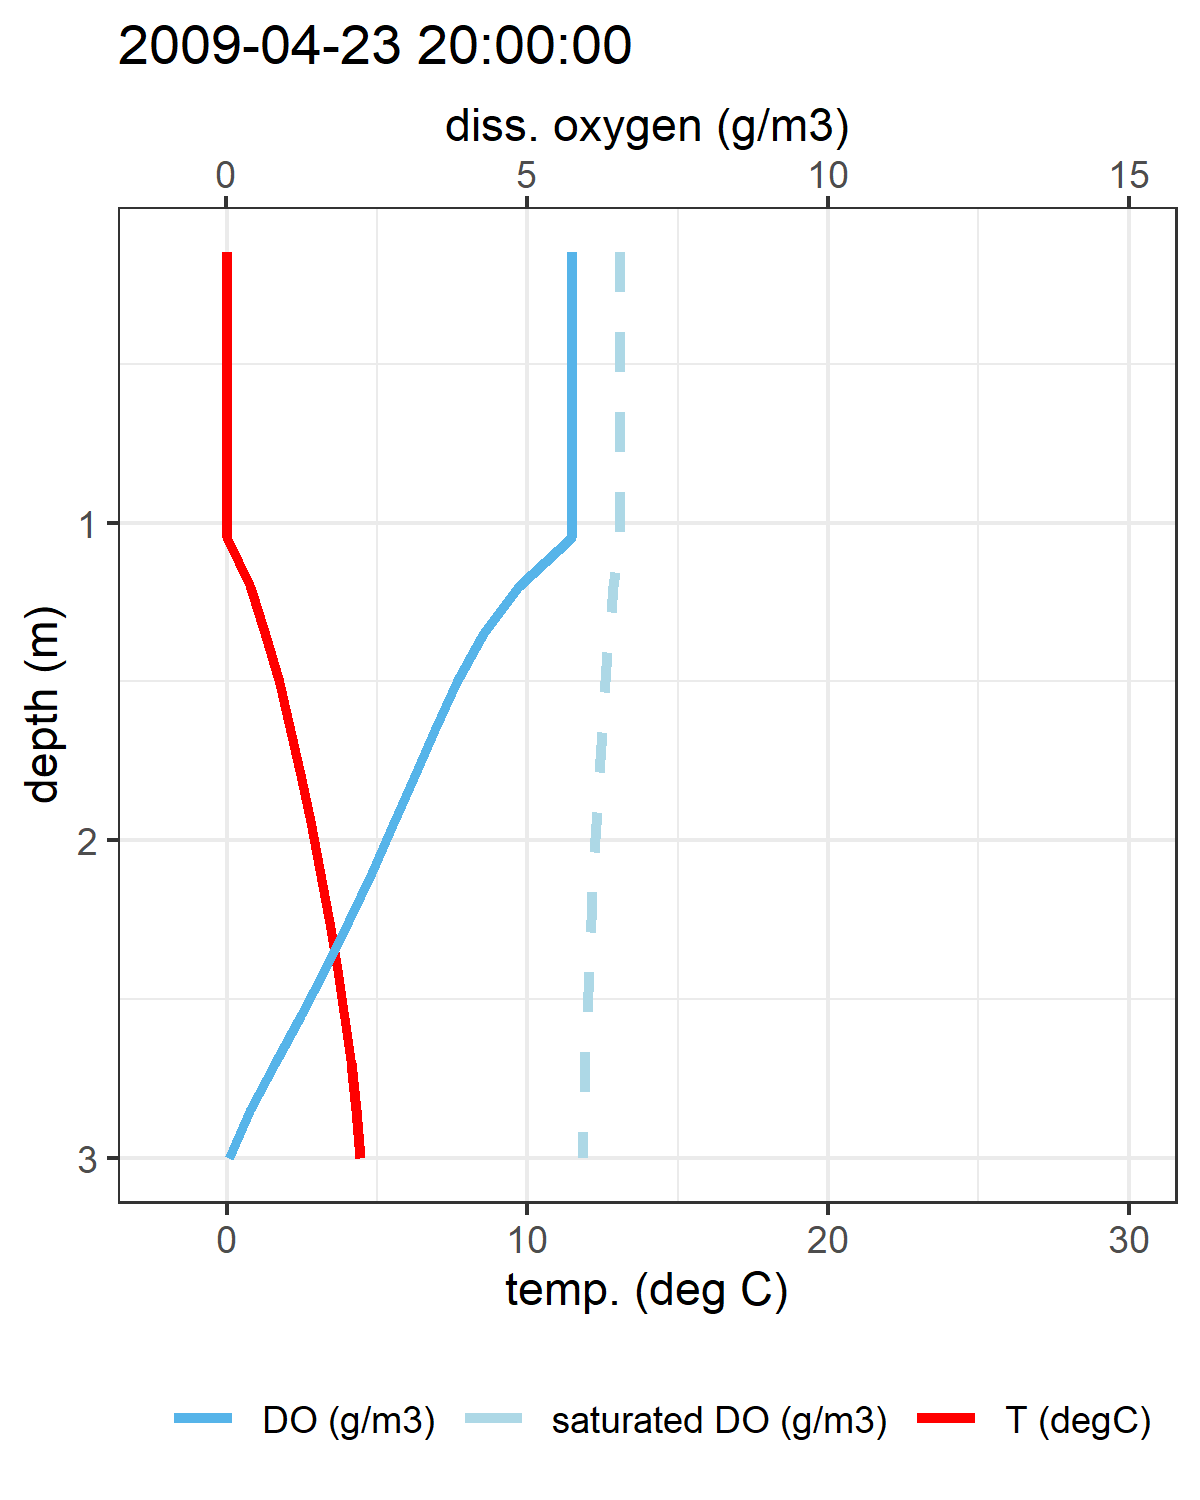 2009-04-23 20:00:00
diss. oxygen (g/m3)
0 5 10 15
depth (m)
1
2
3
0 10 20 30
temp. (deg C)
DO (g/m3) saturated DO (g/m3) T (degC)